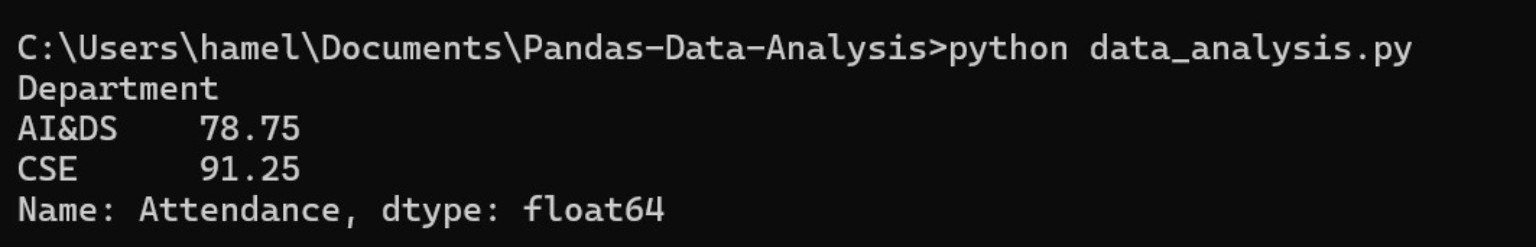 C:\Users\hamel\Documents\Pandas-Data-Analysis>python data_analysis.py
Department
AI&DS    78.75
CSE      91.25
Name: Attendance, dtype: float64